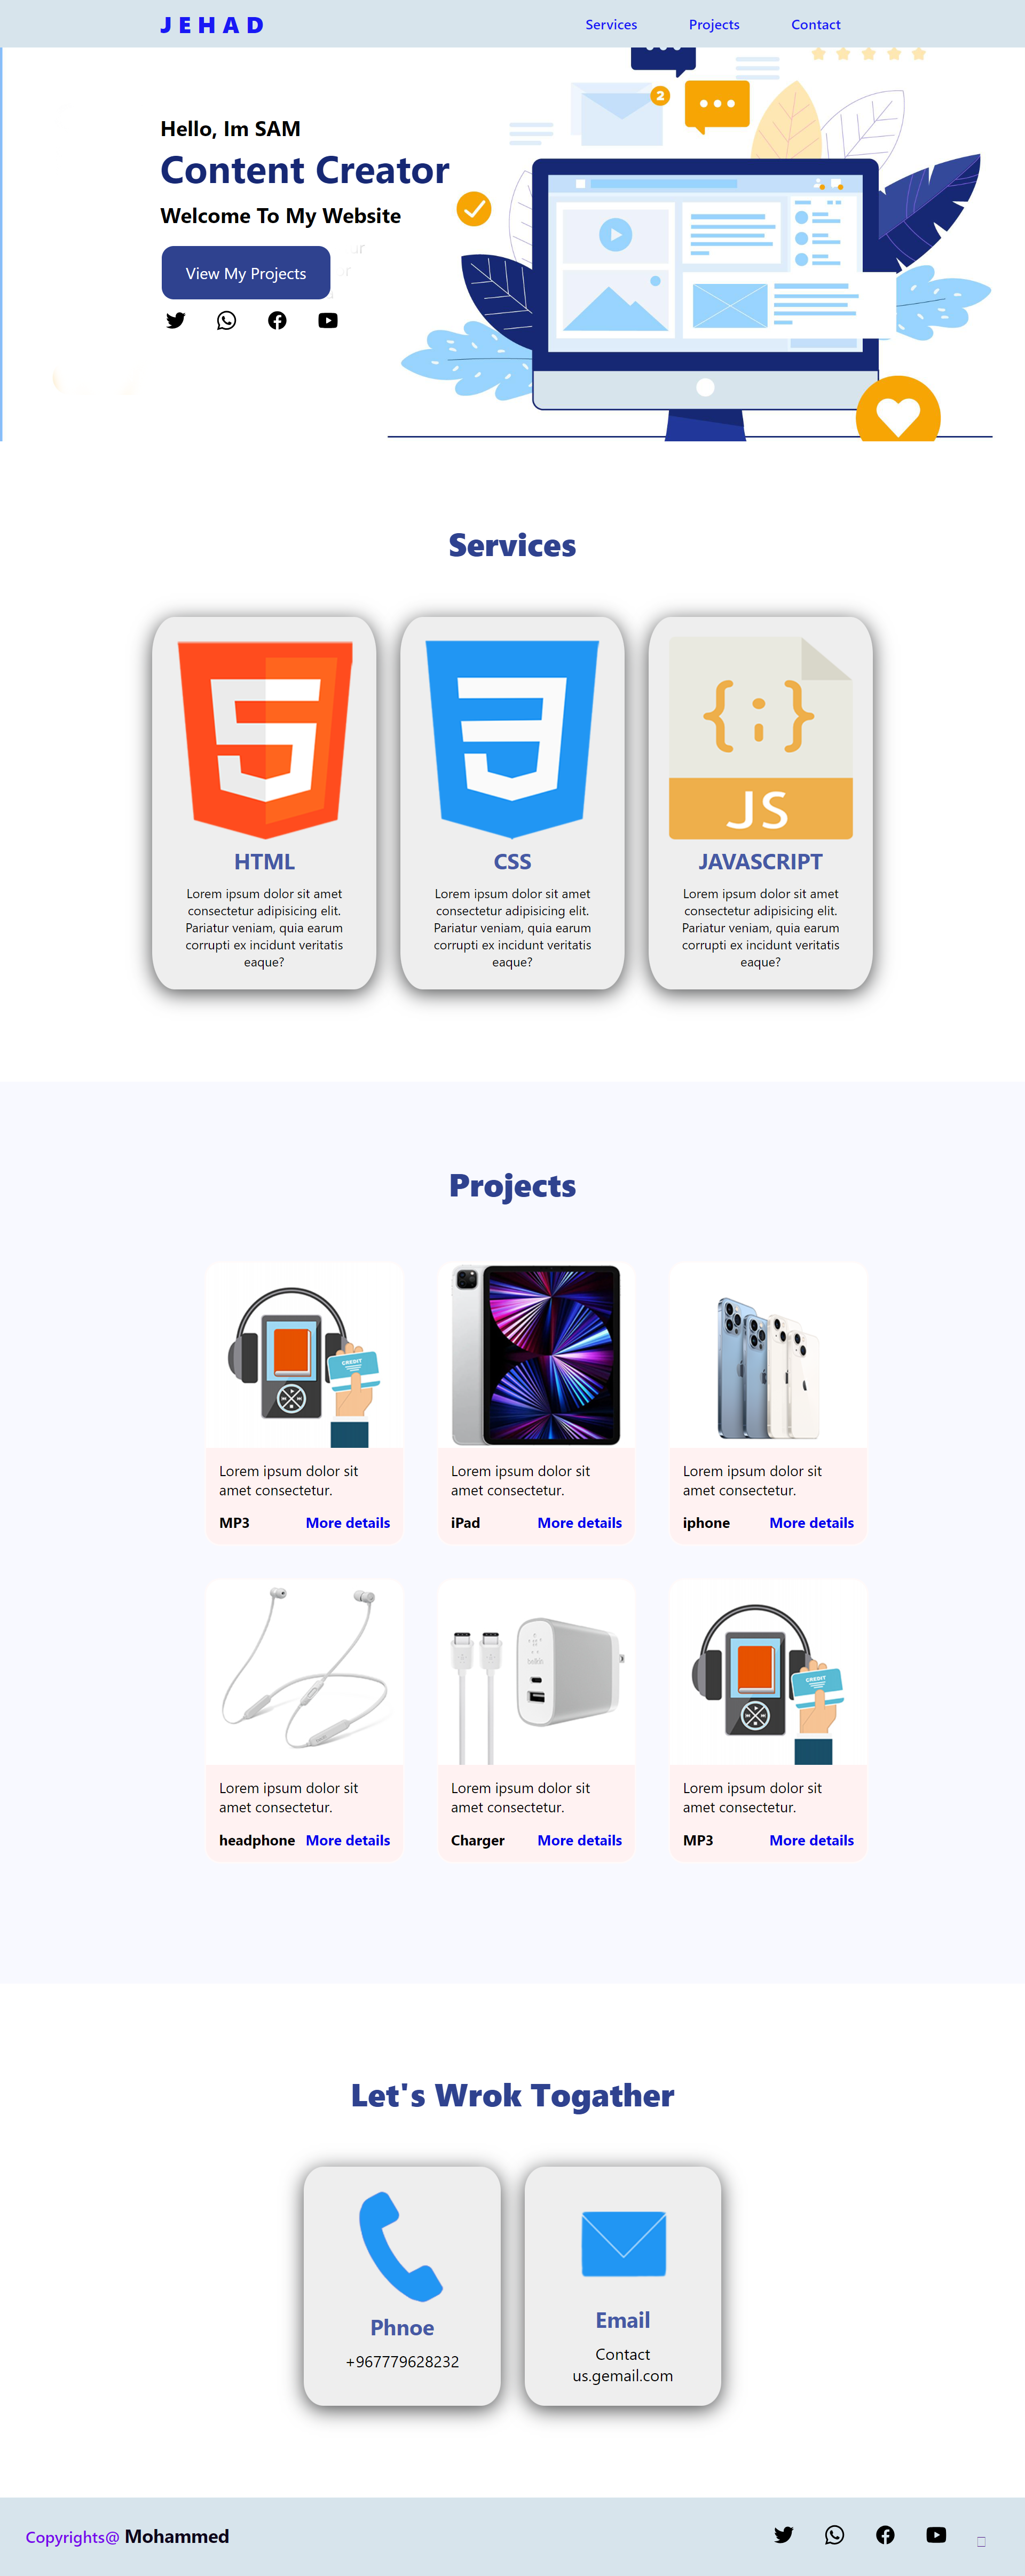 JEHAD
Services Projects Contact
2
Hello, Im SAM
Content Creator
Welcome To My Website
View My Projects
Services
HTML
Lorem ipsum dolor sit amet
consectetur adipisicing elit.
Pariatur veniam, quia earum
corrupti ex incidunt veritatis
eaque?
CSS
Lorem ipsum dolor sit amet
consectetur adipisicing elit.
Pariatur veniam, quia earum
corrupti ex incidunt veritatis
eaque?
{;}
JS
JAVASCRIPT
Lorem ipsum dolor sit amet
consectetur adipisicing elit.
Pariatur veniam, quia earum
corrupti ex incidunt veritatis
eaque?
Projects
CREDIT
Lorem ipsum dolor sit
amet consectetur.
MP3 More details
Lorem ipsum dolor sit
amet consectetur.
iPad More details
Lorem ipsum dolor sit
amet consectetur.
iphone More details
Lorem ipsum dolor sit
amet consectetur.
headphone More details
belkin
Lorem ipsum dolor sit
amet consectetur.
Charger More details
CREDIT
Lorem ipsum dolor sit
amet consectetur.
MP3 More details
Let's Wrok Togather
Phnoe
+967779628232
Email
Contact
us.gemail.com
Copyrights@ Mohammed